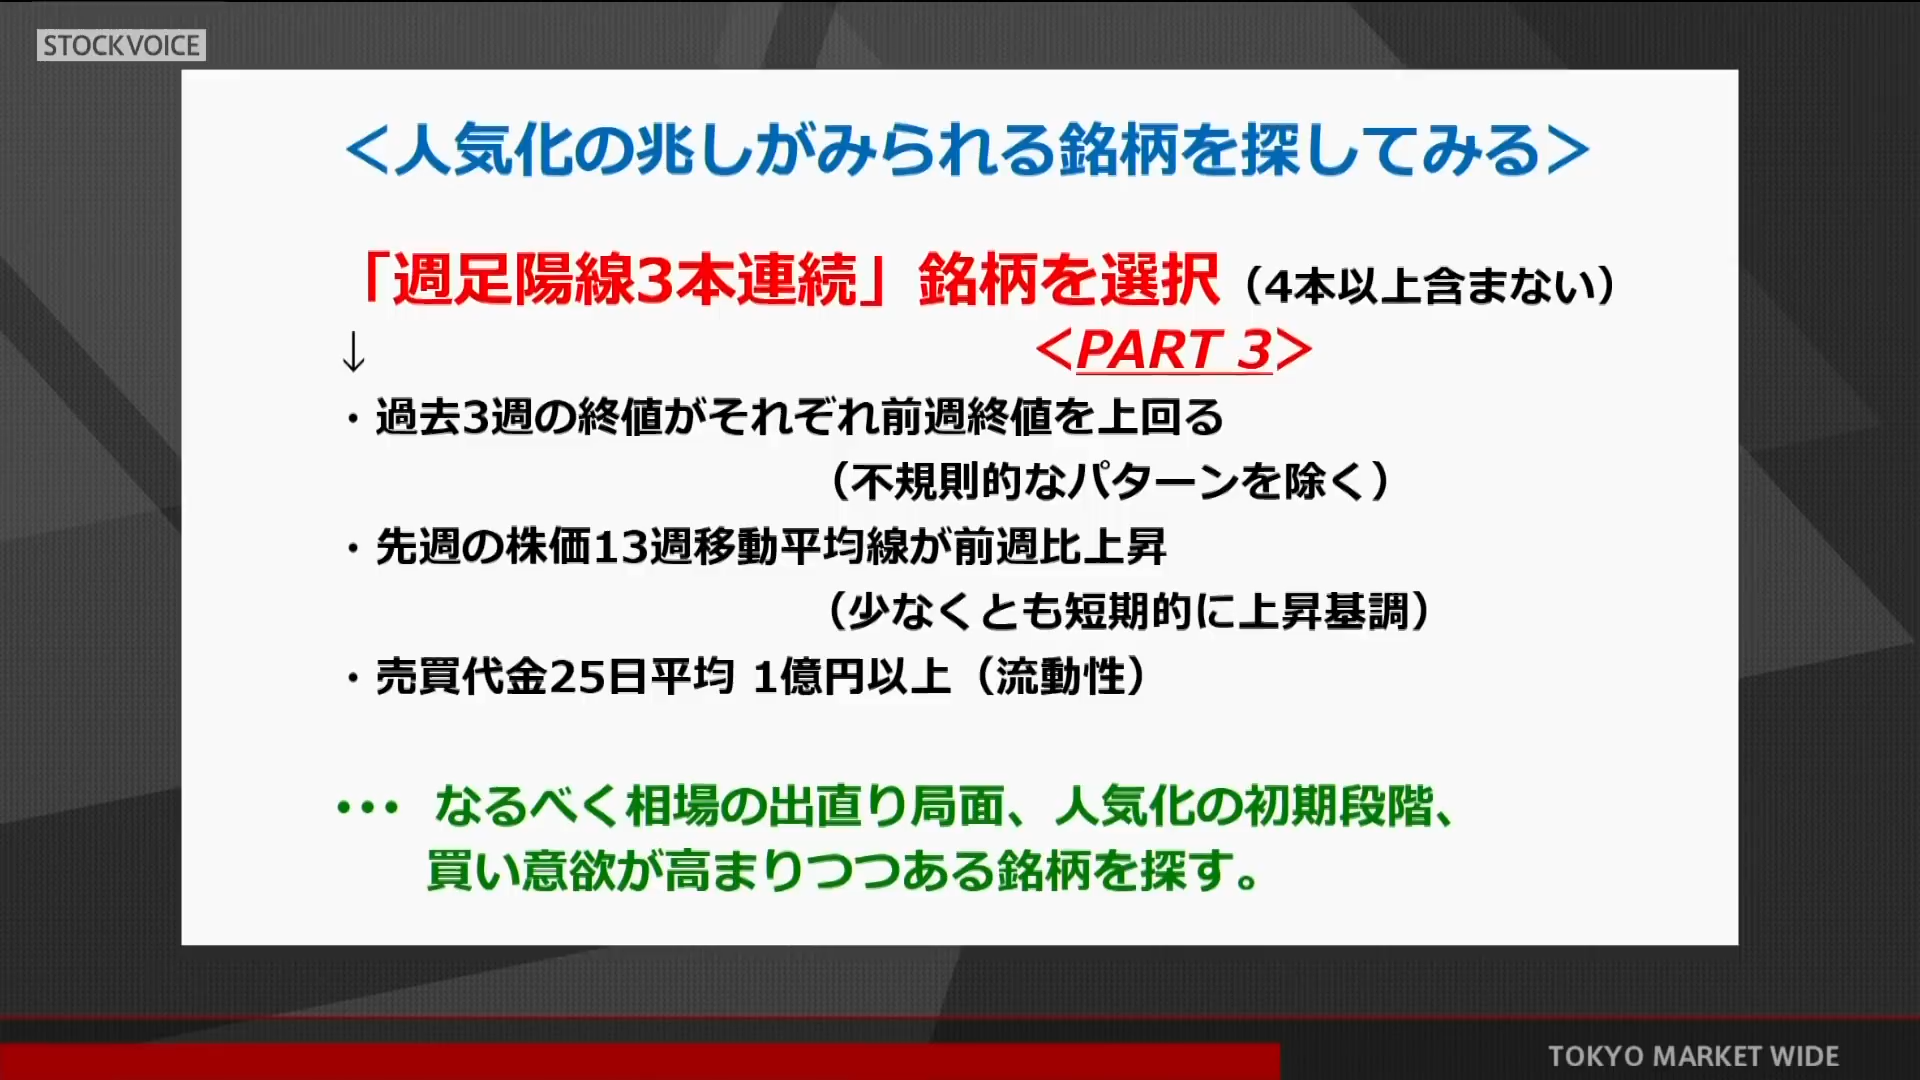 STOCKVOICE
＜人気化の兆しがみられる銘柄を探してみる＞
「週足陽線3本連続」銘柄を選択（4本以上含まない）
↓ ＜PART 3＞
・過去3週の終値がそれぞれ前週終値を上回る
（不規則的なパターンを除く）
・先週の株価13週移動平均線が前週比上昇
（少なくとも短期的に上昇基調）
・売買代金25日平均 1億円以上（流動性）
･･･ なるべく相場の出直り局面、人気化の初期段階、
買い意欲が高まりつつある銘柄を探す。
TOKYO MARKET WIDE